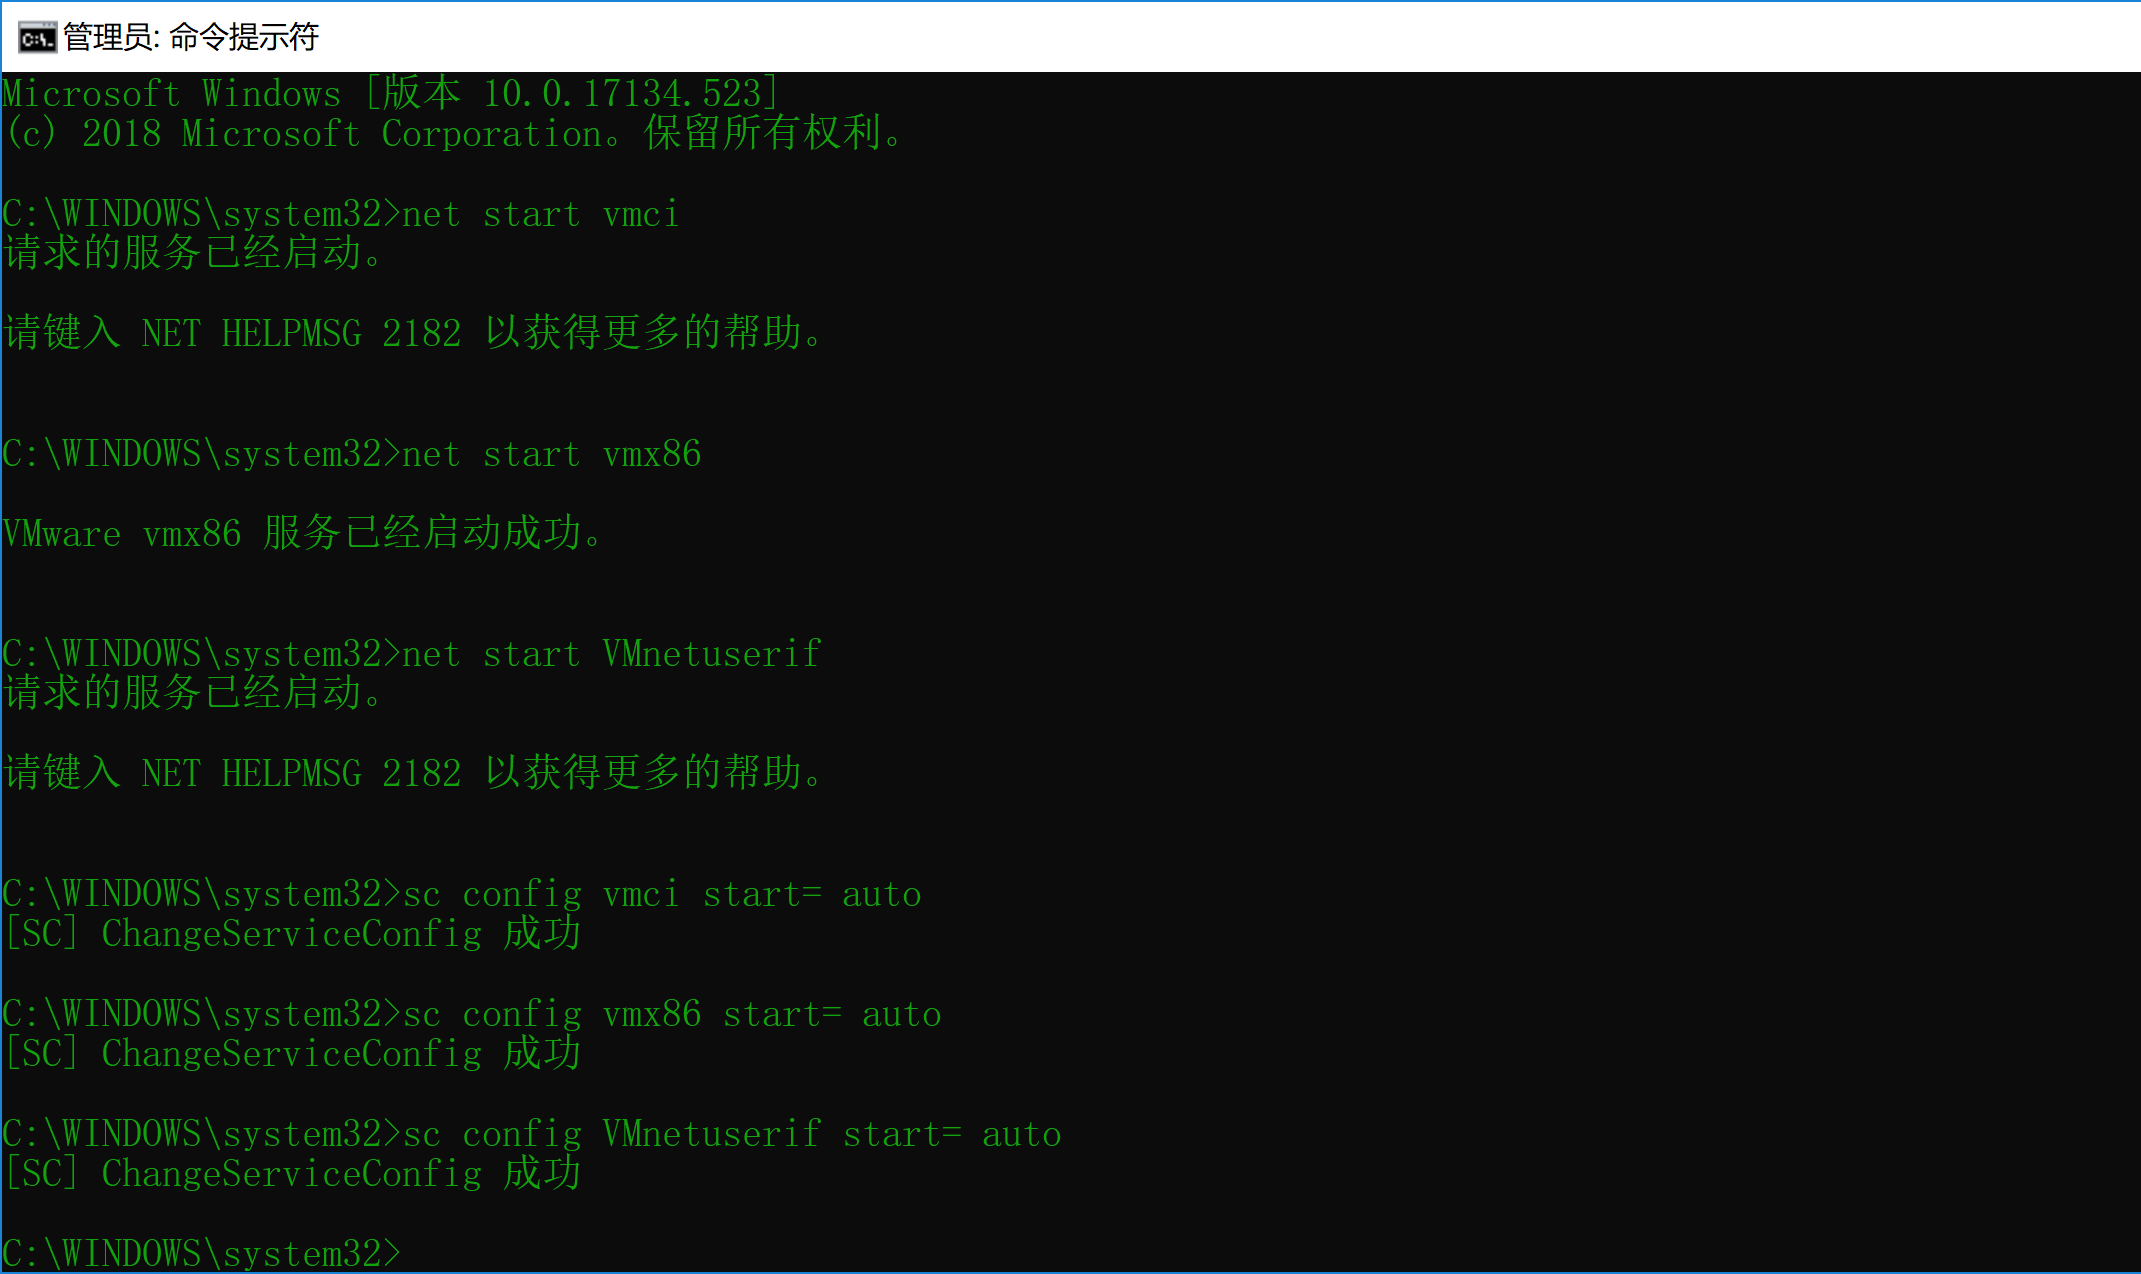 管理员: 命令提示符
Microsoft Windows [版本 10.0.17134.523]
(c) 2018 Microsoft Corporation。保留所有权利。
C:\WINDOWS\system32>net start vmci
请求的服务已经启动。
请键入 NET HELPMSG 2182 以获得更多的帮助。
C:\WINDOWS\system32>net start vmx86
VMware vmx86 服务已经启动成功。
C:\WINDOWS\system32>net start VMnetuserif
请求的服务已经启动。
请键入 NET HELPMSG 2182 以获得更多的帮助。
C:\WINDOWS\system32>sc config vmci start= auto
[SC] ChangeServiceConfig 成功
C:\WINDOWS\system32>sc config vmx86 start= auto
[SC] ChangeServiceConfig 成功
C:\WINDOWS\system32>sc config VMnetuserif start= auto
[SC] ChangeServiceConfig 成功
C:\WINDOWS\system32>